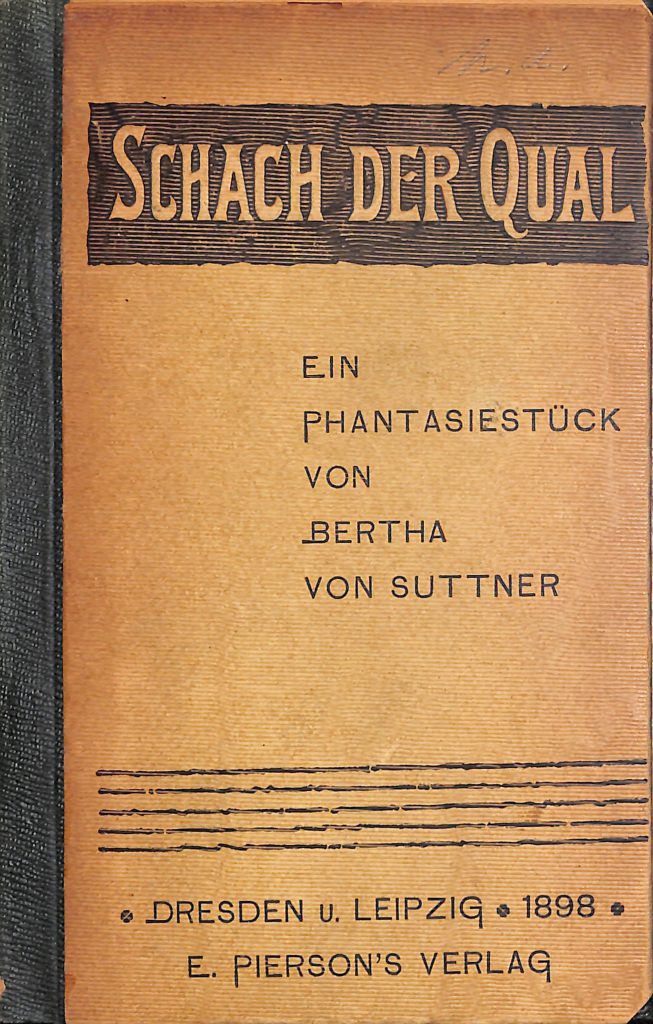 SCHACH DER QUAL
EIN
PHANTASIESTÜCK
VON
BERTHA
VON SUTTNER
• DRESDEN u. LEIPZIG • 1898 •
E. PIERSON'S VERLAG